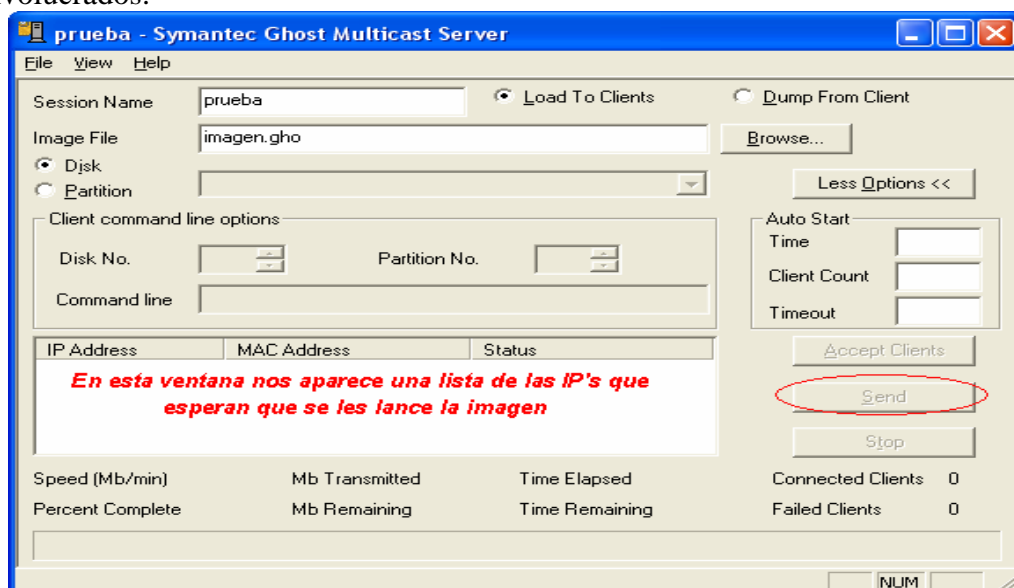 volucrados.
prueba - Symantec Ghost Multicast Server
File View Help
Session Name prueba Load To Clients Dump From Client
Image File imagen.gho Browse...
Disk
Partition Less Options <<
Client command line options Auto Start
Time
Disk No. Partition No.
Client Count
Command line
Timeout
IP Address MAC Address Status Accept Clients
En esta ventana nos aparece una lista de las IP's que
esperan que se les lance la imagen
Send
Stop
Speed (Mb/min) Mb Transmitted Time Elapsed Connected Clients 0
Percent Complete Mb Remaining Time Remaining Failed Clients 0
NUM